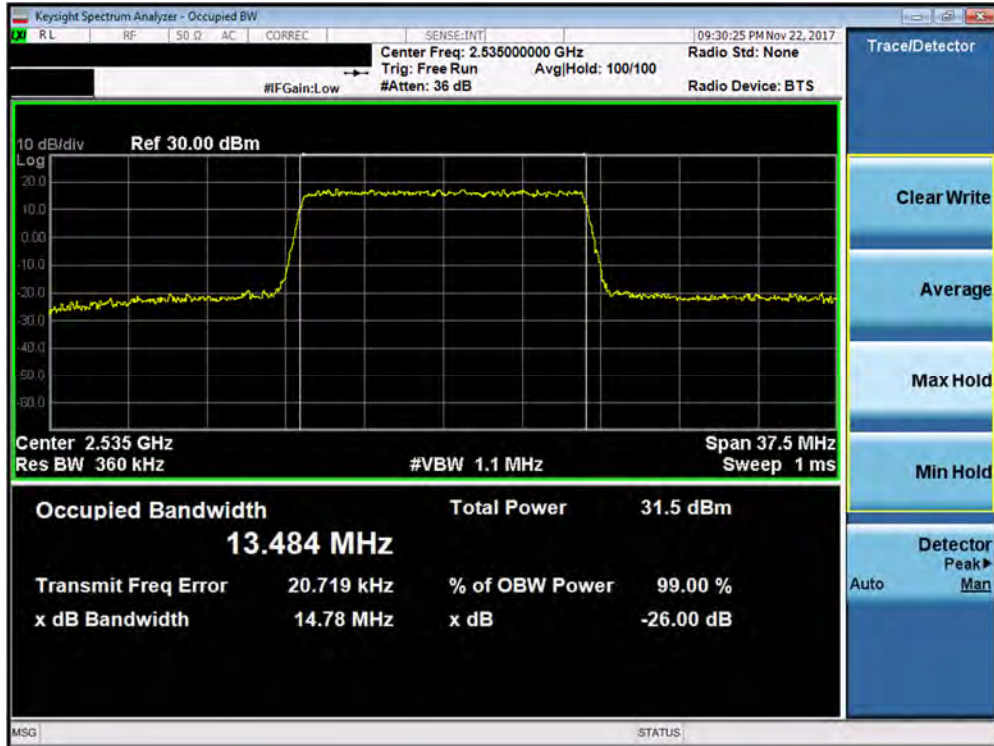 Keysight Spectrum Analyzer - Occupied BW
LXI RL RF 50 Ω AC CORREC SENSE:INT 09:30:25 PM Nov 22, 2017
Center Freq: 2.535000000 GHz Radio Std: None
Trig: Free Run Avg|Hold: 100/100
#IFGain:Low #Atten: 36 dB Radio Device: BTS
Trace/Detector
10 dB/div Ref 30.00 dBm
Log
20.0
10.0
0.00
-10.0
-20.0
-30.0
-40.0
-50.0
-60.0
Center 2.535 GHz Span 37.5 MHz
Res BW 360 kHz #VBW 1.1 MHz Sweep 1 ms
Occupied Bandwidth Total Power 31.5 dBm
13.484 MHz
Transmit Freq Error 20.719 kHz % of OBW Power 99.00 %
x dB Bandwidth 14.78 MHz x dB -26.00 dB
Clear Write
Average
Max Hold
Min Hold
Detector
Peak▶
Auto Man
MSG STATUS